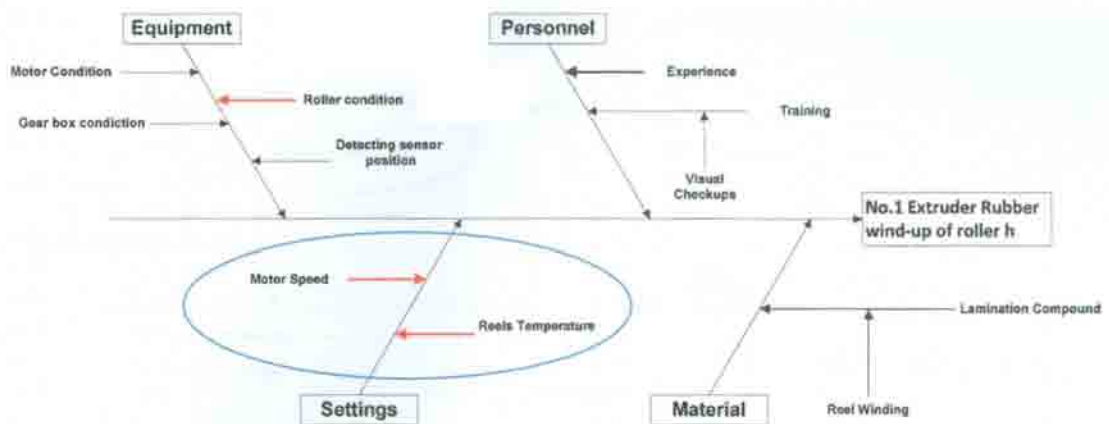 Equipment
Personnel
Motor Condition
Experience
Roller condition
Training
Gear box condiction
Detecting sensor
position
Visual
Checkups
No.1 Extruder Rubber
wind-up of roller h
Motor Speed
Reels Temperature
Lamination Compound
Settings
Material
Reel Winding